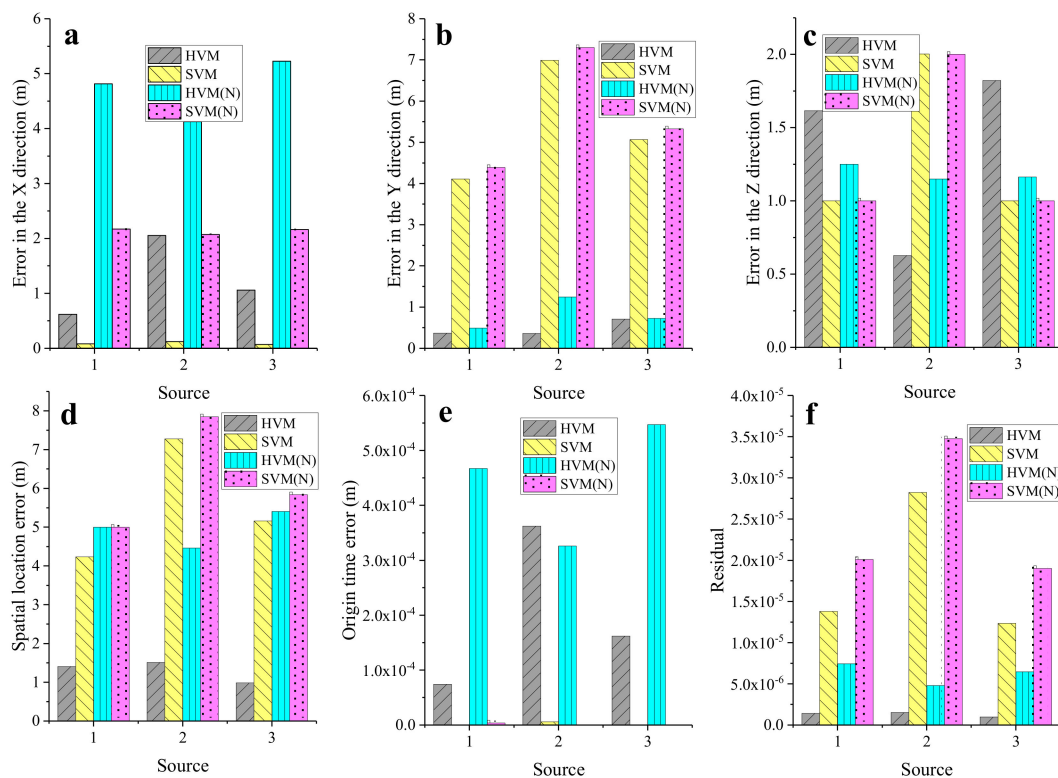 a
Error in the X direction (m)
6
5
4
3
2
1
0
HVM
SVM
HVM(N)
SVM(N)
1 2 3
Source
b
Error in the Y direction (m)
8
7
6
5
4
3
2
1
0
HVM
SVM
HVM(N)
SVM(N)
1 2 3
Source
c
Error in the Z direction (m)
2.0
1.5
1.0
0.5
0.0
HVM
SVM
HVM(N)
SVM(N)
1 2 3
Source
d
Spatial location error (m)
8
7
6
5
4
3
2
1
0
HVM
SVM
HVM(N)
SVM(N)
1 2 3
Source
e
Origin time error (m)
6.0x10⁻⁴
5.0x10⁻⁴
4.0x10⁻⁴
3.0x10⁻⁴
2.0x10⁻⁴
1.0x10⁻⁴
0.0
HVM
SVM
HVM(N)
SVM(N)
1 2 3
Source
f
Residual
4.0x10⁻⁵
3.5x10⁻⁵
3.0x10⁻⁵
2.5x10⁻⁵
2.0x10⁻⁵
1.5x10⁻⁵
1.0x10⁻⁵
5.0x10⁻⁶
0.0
HVM
SVM
HVM(N)
SVM(N)
1 2 3
Source